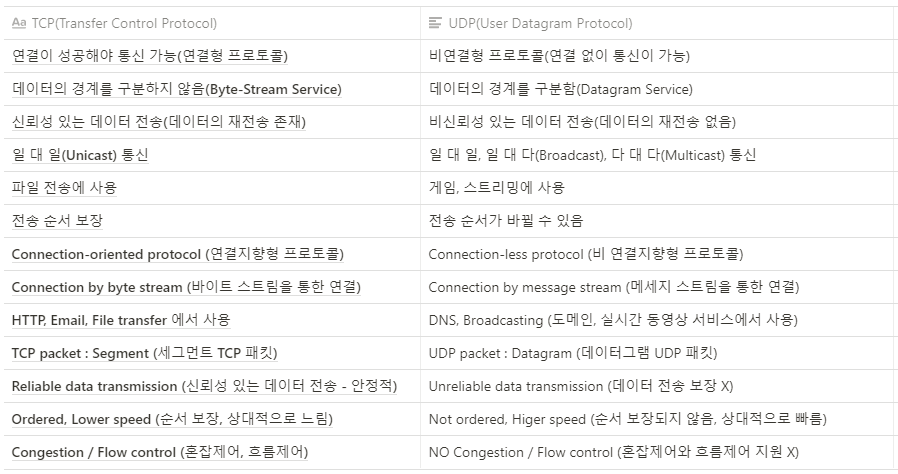 Aa TCP(Transfer Control Protocol) UDP(User Datagram Protocol)
연결이 성공해야 통신 가능(연결형 프로토콜) 비연결형 프로토콜(연결 없이 통신이 가능)
데이터의 경계를 구분하지 않음(Byte-Stream Service) 데이터의 경계를 구분함(Datagram Service)
신뢰성 있는 데이터 전송(데이터의 재전송 존재) 비신뢰성 있는 데이터 전송(데이터의 재전송 없음)
일 대 일(Unicast) 통신 일 대 일, 일 대 다(Broadcast), 다 대 다(Multicast) 통신
파일 전송에 사용 게임, 스트리밍에 사용
전송 순서 보장 전송 순서가 바뀔 수 있음
Connection-oriented protocol (연결지향형 프로토콜) Connection-less protocol (비 연결지향형 프로토콜)
Connection by byte stream (바이트 스트림을 통한 연결) Connection by message stream (메세지 스트림을 통한 연결)
HTTP, Email, File transfer 에서 사용 DNS, Broadcasting (도메인, 실시간 동영상 서비스에서 사용)
TCP packet : Segment (세그먼트 TCP 패킷) UDP packet : Datagram (데이터그램 UDP 패킷)
Reliable data transmission (신뢰성 있는 데이터 전송 - 안정적) Unreliable data transmission (데이터 전송 보장 X)
Ordered, Lower speed (순서 보장, 상대적으로 느림) Not ordered, Higer speed (순서 보장되지 않음, 상대적으로 빠름)
Congestion / Flow control (혼잡제어, 흐름제어) NO Congestion / Flow control (혼잡제어와 흐름제어 지원 X)